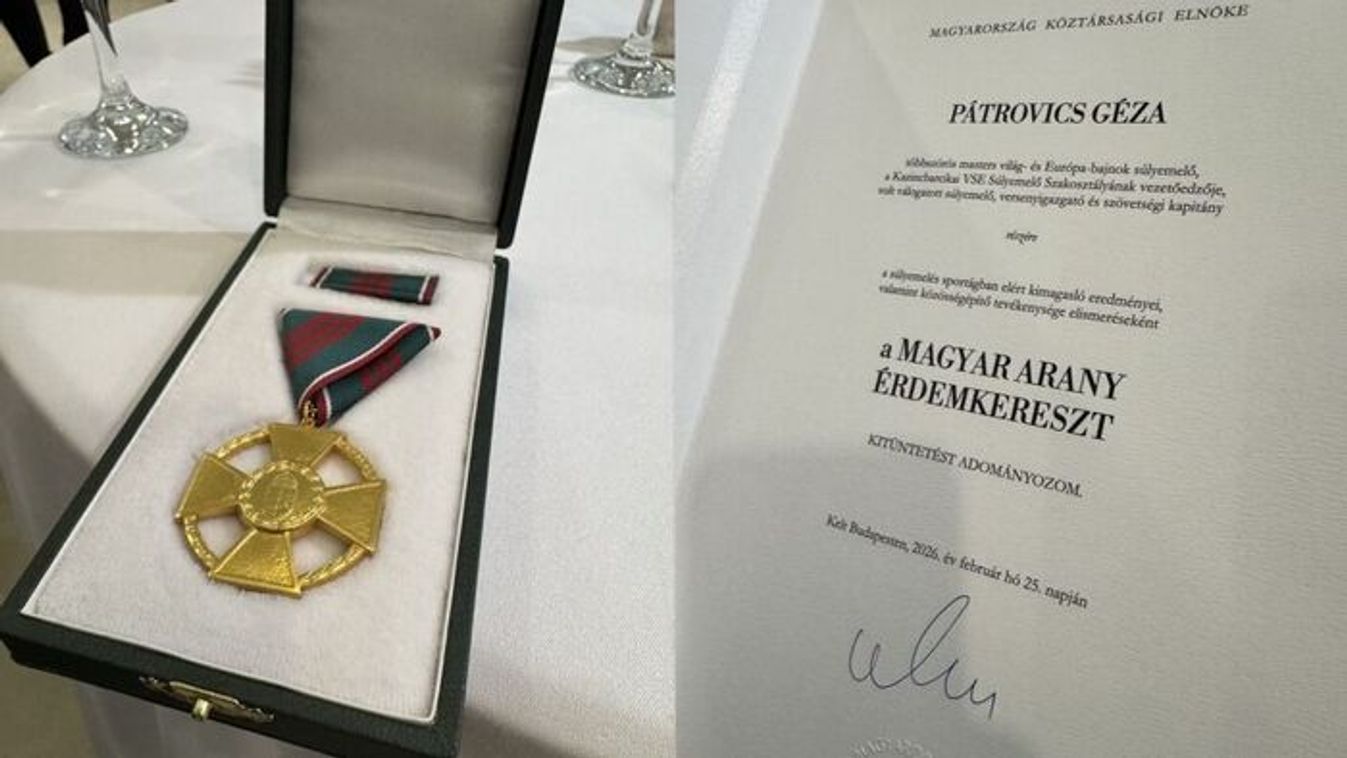 MAGYARORSZÁG KÖZTÁRSASÁGI ELNÖKE
PÁTROVICS GÉZA
többszörös masters világ- és Európa-bajnok súlyemelő,
a Kazincbarcikai VSE Súlyemelő Szakosztályának vezetőedzője,
volt válogatott súlyemelő, versenyigazgató és szövetségi kapitány
részére
a súlyemelés sportágban elért kimagasló eredményei,
valamint közösségépítő tevékenysége elismeréseként
a MAGYAR ARANY
ÉRDEMKERESZT
KITÜNTETÉST ADOMÁNYOZOM.
Kelt Budapesten, 2026. év február hó 25. napján